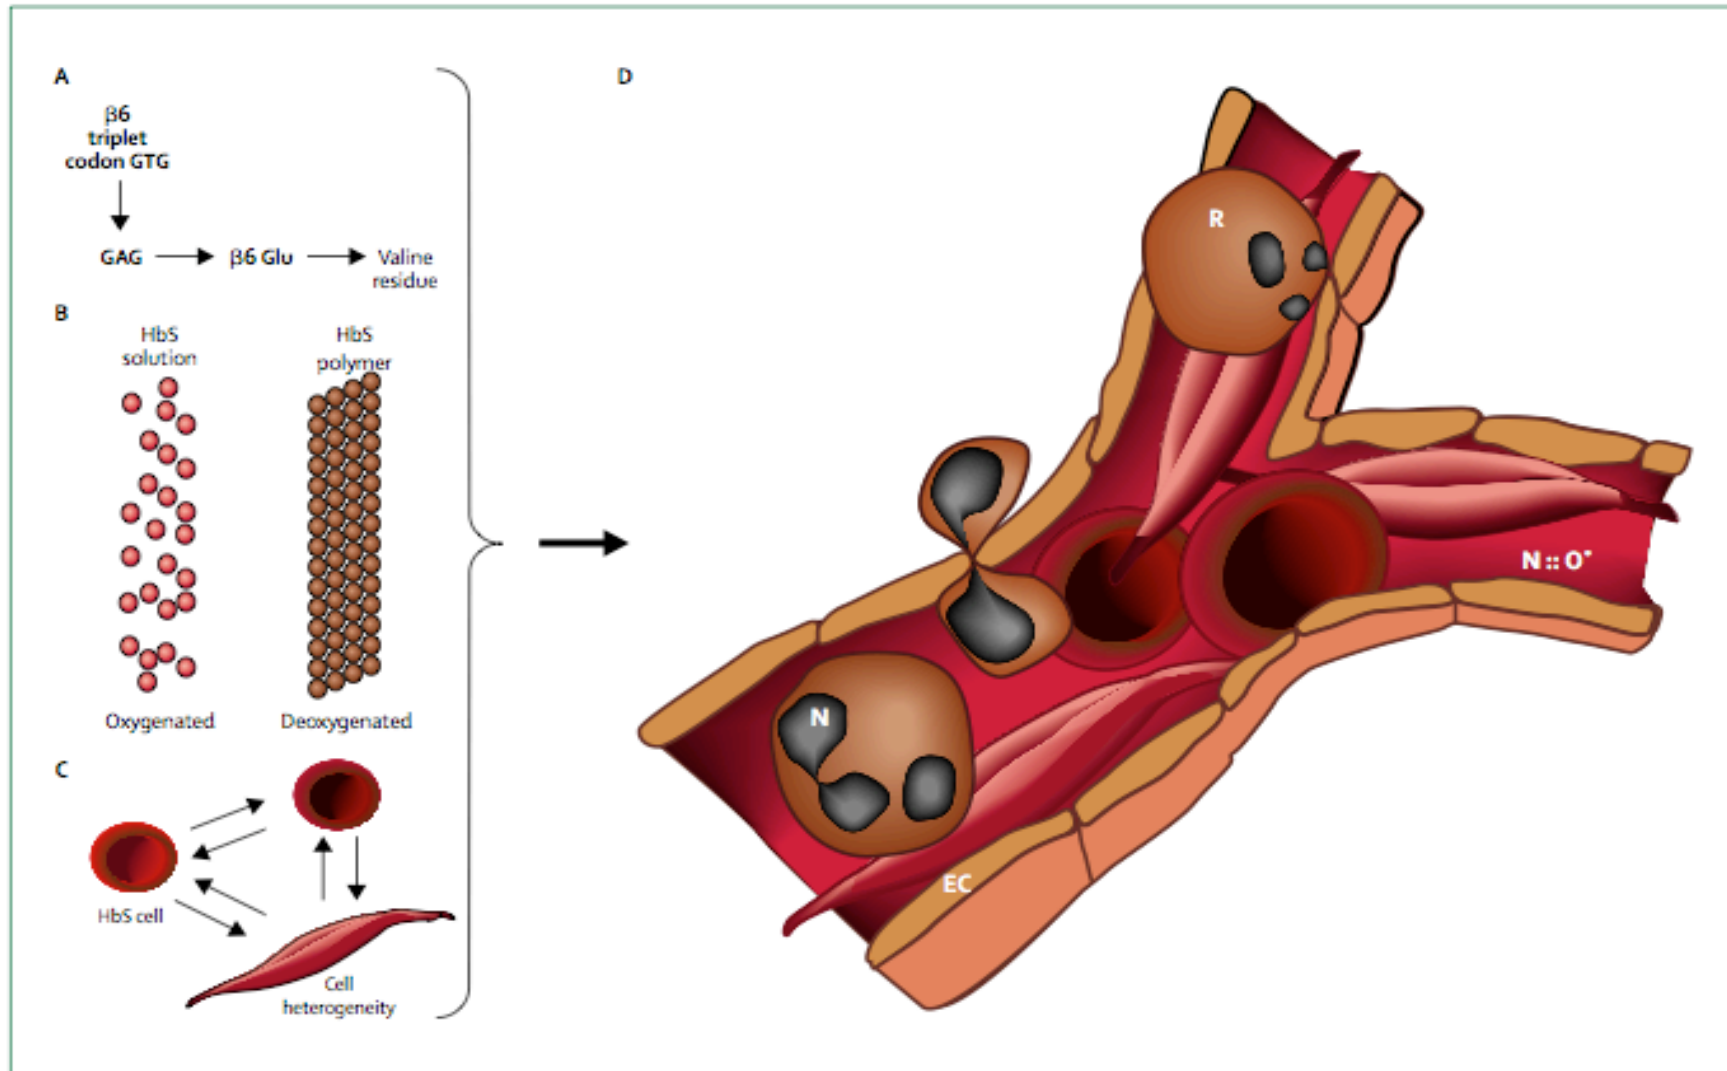 A
β6
triplet
codon GTG
GAG
β6 Glu
Valine
residue
B
HbS
solution
HbS
polymer
Oxygenated
Deoxygenated
C
HbS cell
Cell
heterogeneity
D
R
N :: O•
N
EC